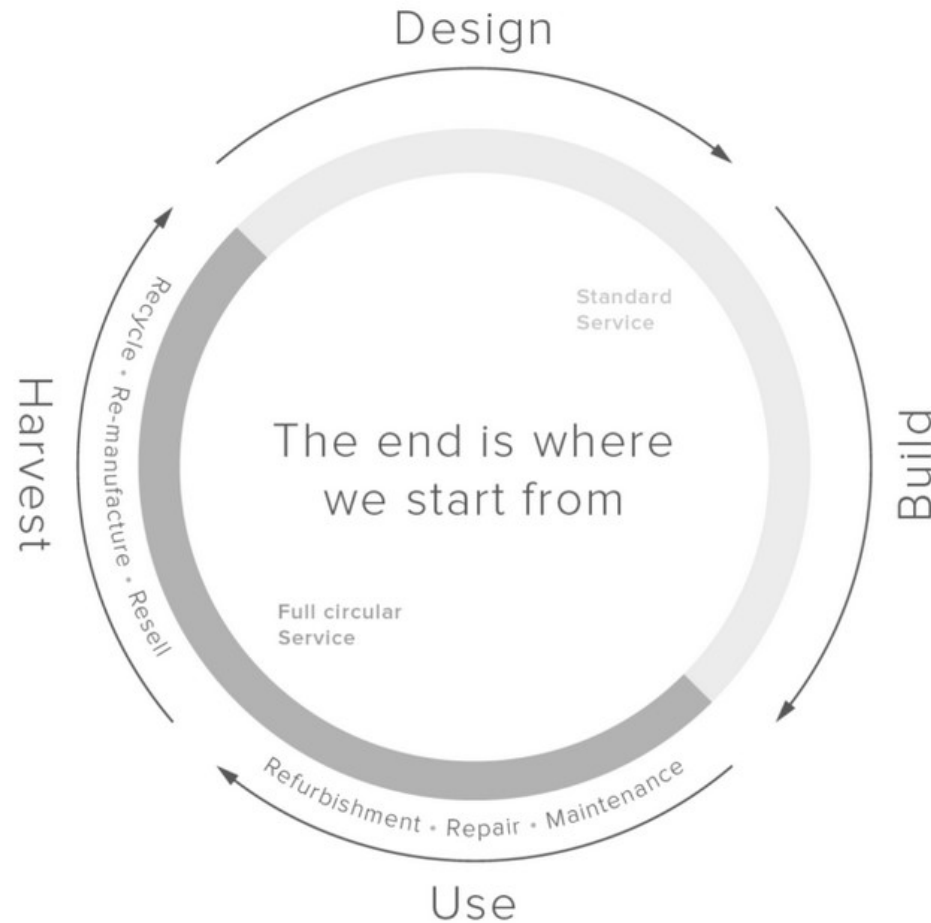 Design
Build
Standard
Service
The end is where
we start from
Full circular
Service
Harvest
Recycle • Re-manufacture • Resell
Refurbishment • Repair • Maintenance
Use